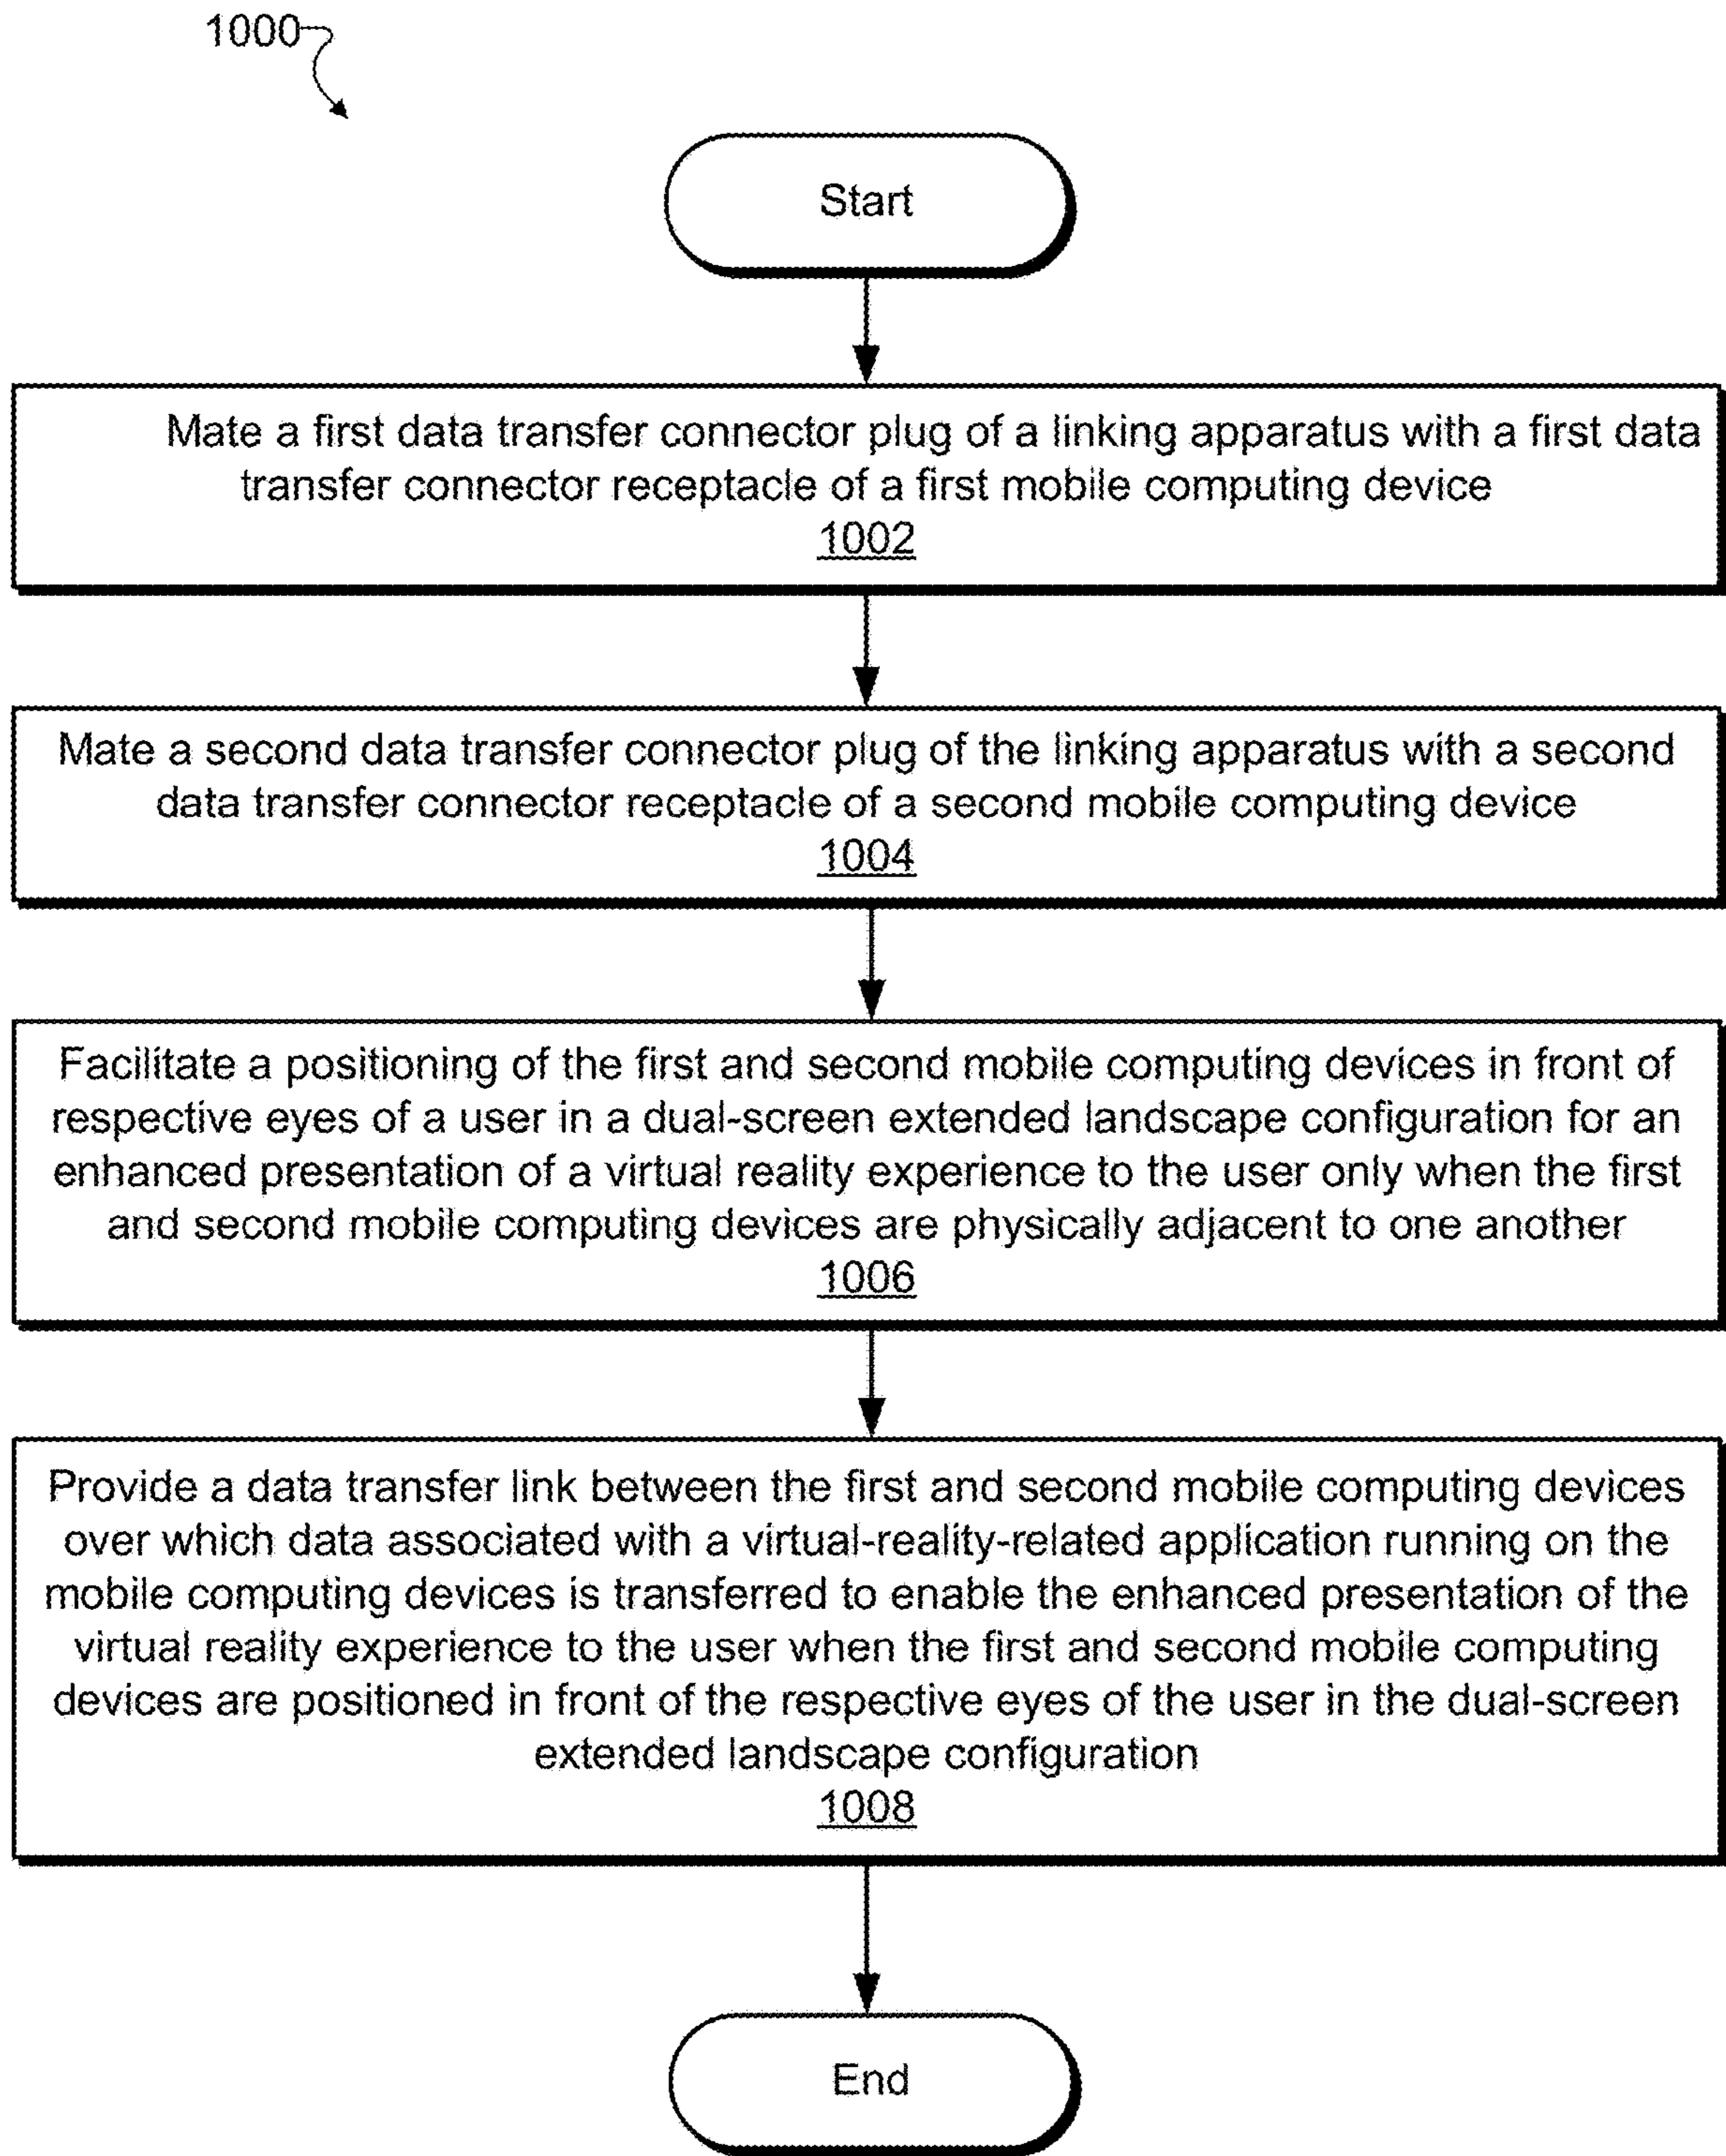 1000
Start
Mate a first data transfer connector plug of a linking apparatus with a first data
transfer connector receptacle of a first mobile computing device
1002
Mate a second data transfer connector plug of the linking apparatus with a second
data transfer connector receptacle of a second mobile computing device
1004
Facilitate a positioning of the first and second mobile computing devices in front of
respective eyes of a user in a dual-screen extended landscape configuration for an
enhanced presentation of a virtual reality experience to the user only when the first
and second mobile computing devices are physically adjacent to one another
1006
Provide a data transfer link between the first and second mobile computing devices
over which data associated with a virtual-reality-related application running on the
mobile computing devices is transferred to enable the enhanced presentation of the
virtual reality experience to the user when the first and second mobile computing
devices are positioned in front of the respective eyes of the user in the dual-screen
extended landscape configuration
1008
End